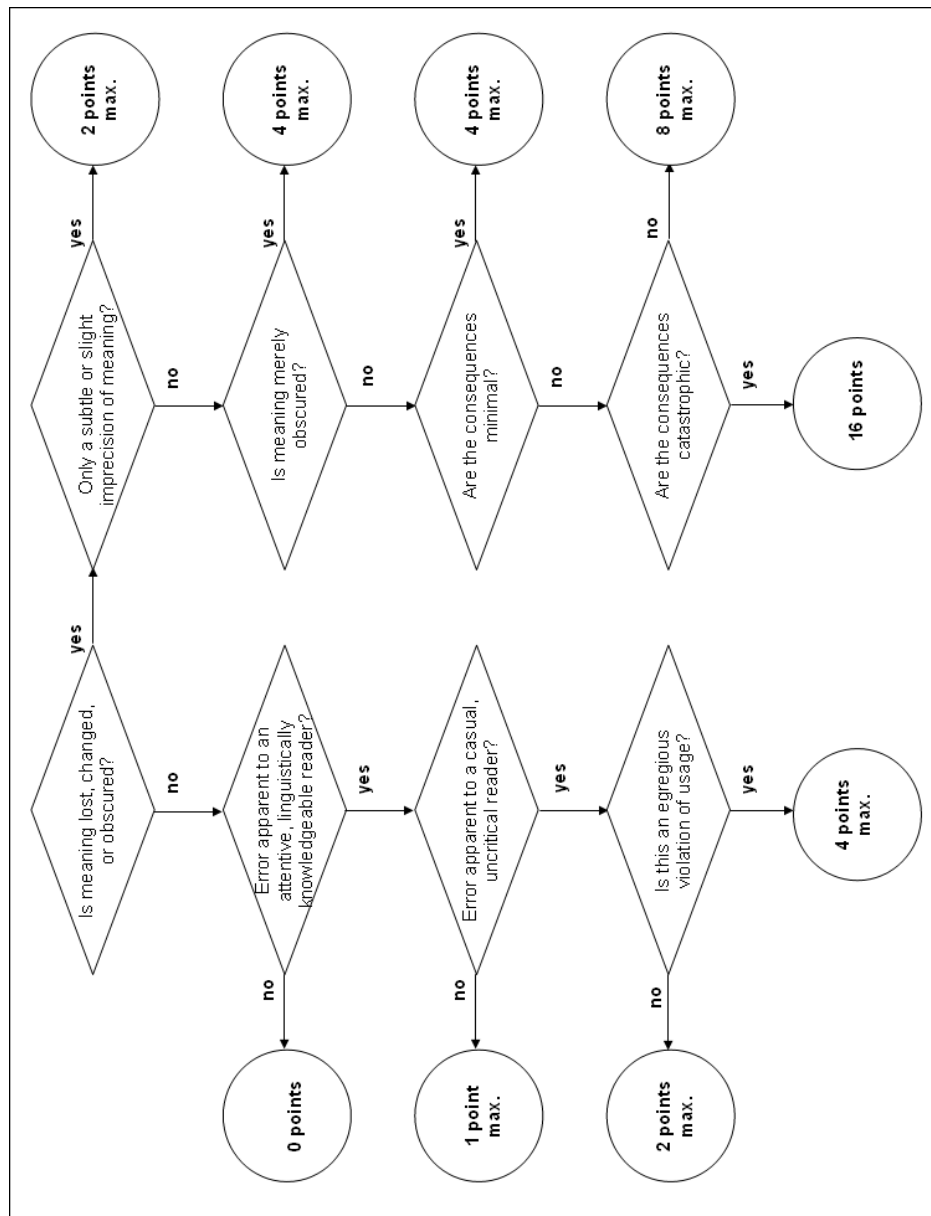 Is meaning lost, changed,
or obscured?
yes
Only a subtle or slight
imprecision of meaning?
yes
2 points
max.
no
no
0 points
no
Error apparent to an
attentive, linguistically
knowledgeable reader?
Is meaning merely
obscured?
yes
4 points
max.
yes
no
1 point
max.
no
Error apparent to a casual,
uncritical reader?
Are the consequences
minimal?
yes
4 points
max.
yes
no
2 points
max.
no
Is this an egregious
violation of usage?
Are the consequences
catastrophic?
no
8 points
max.
yes
yes
4 points
max.
16 points